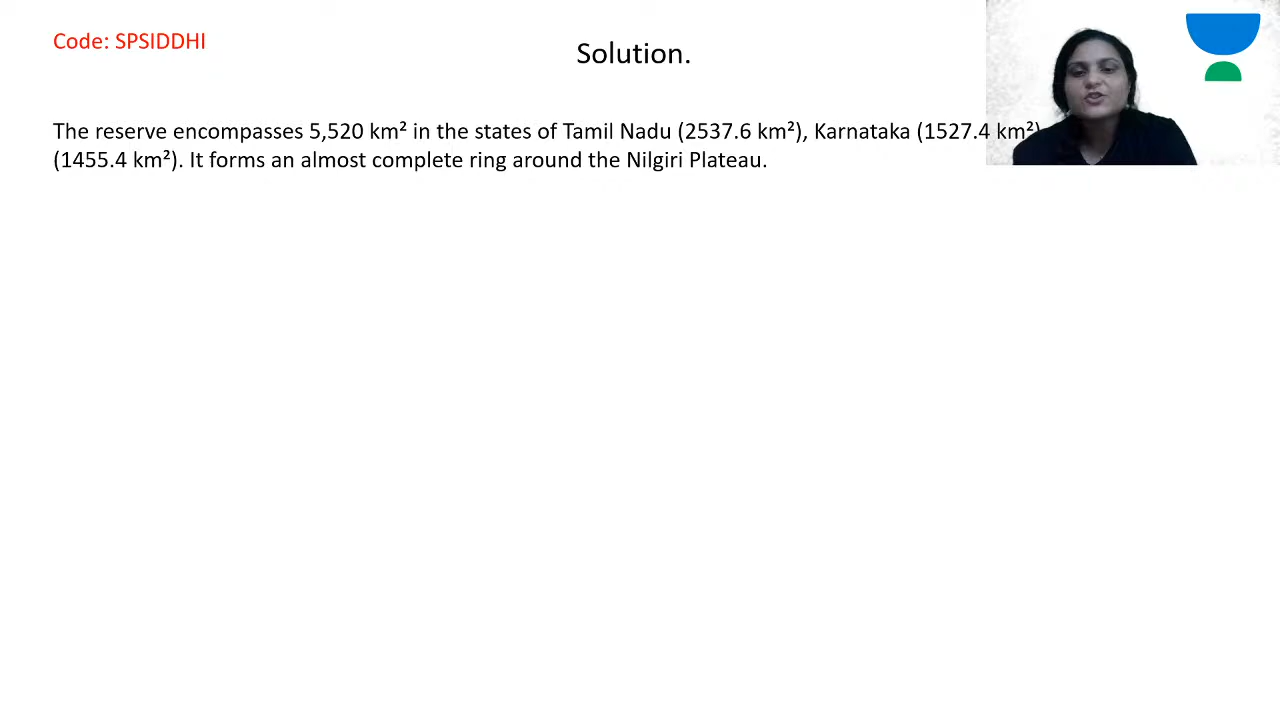 Code: SPSIDDHI
Solution.
The reserve encompasses 5,520 km² in the states of Tamil Nadu (2537.6 km²), Karnataka (1527.4 km²)
(1455.4 km²). It forms an almost complete ring around the Nilgiri Plateau.